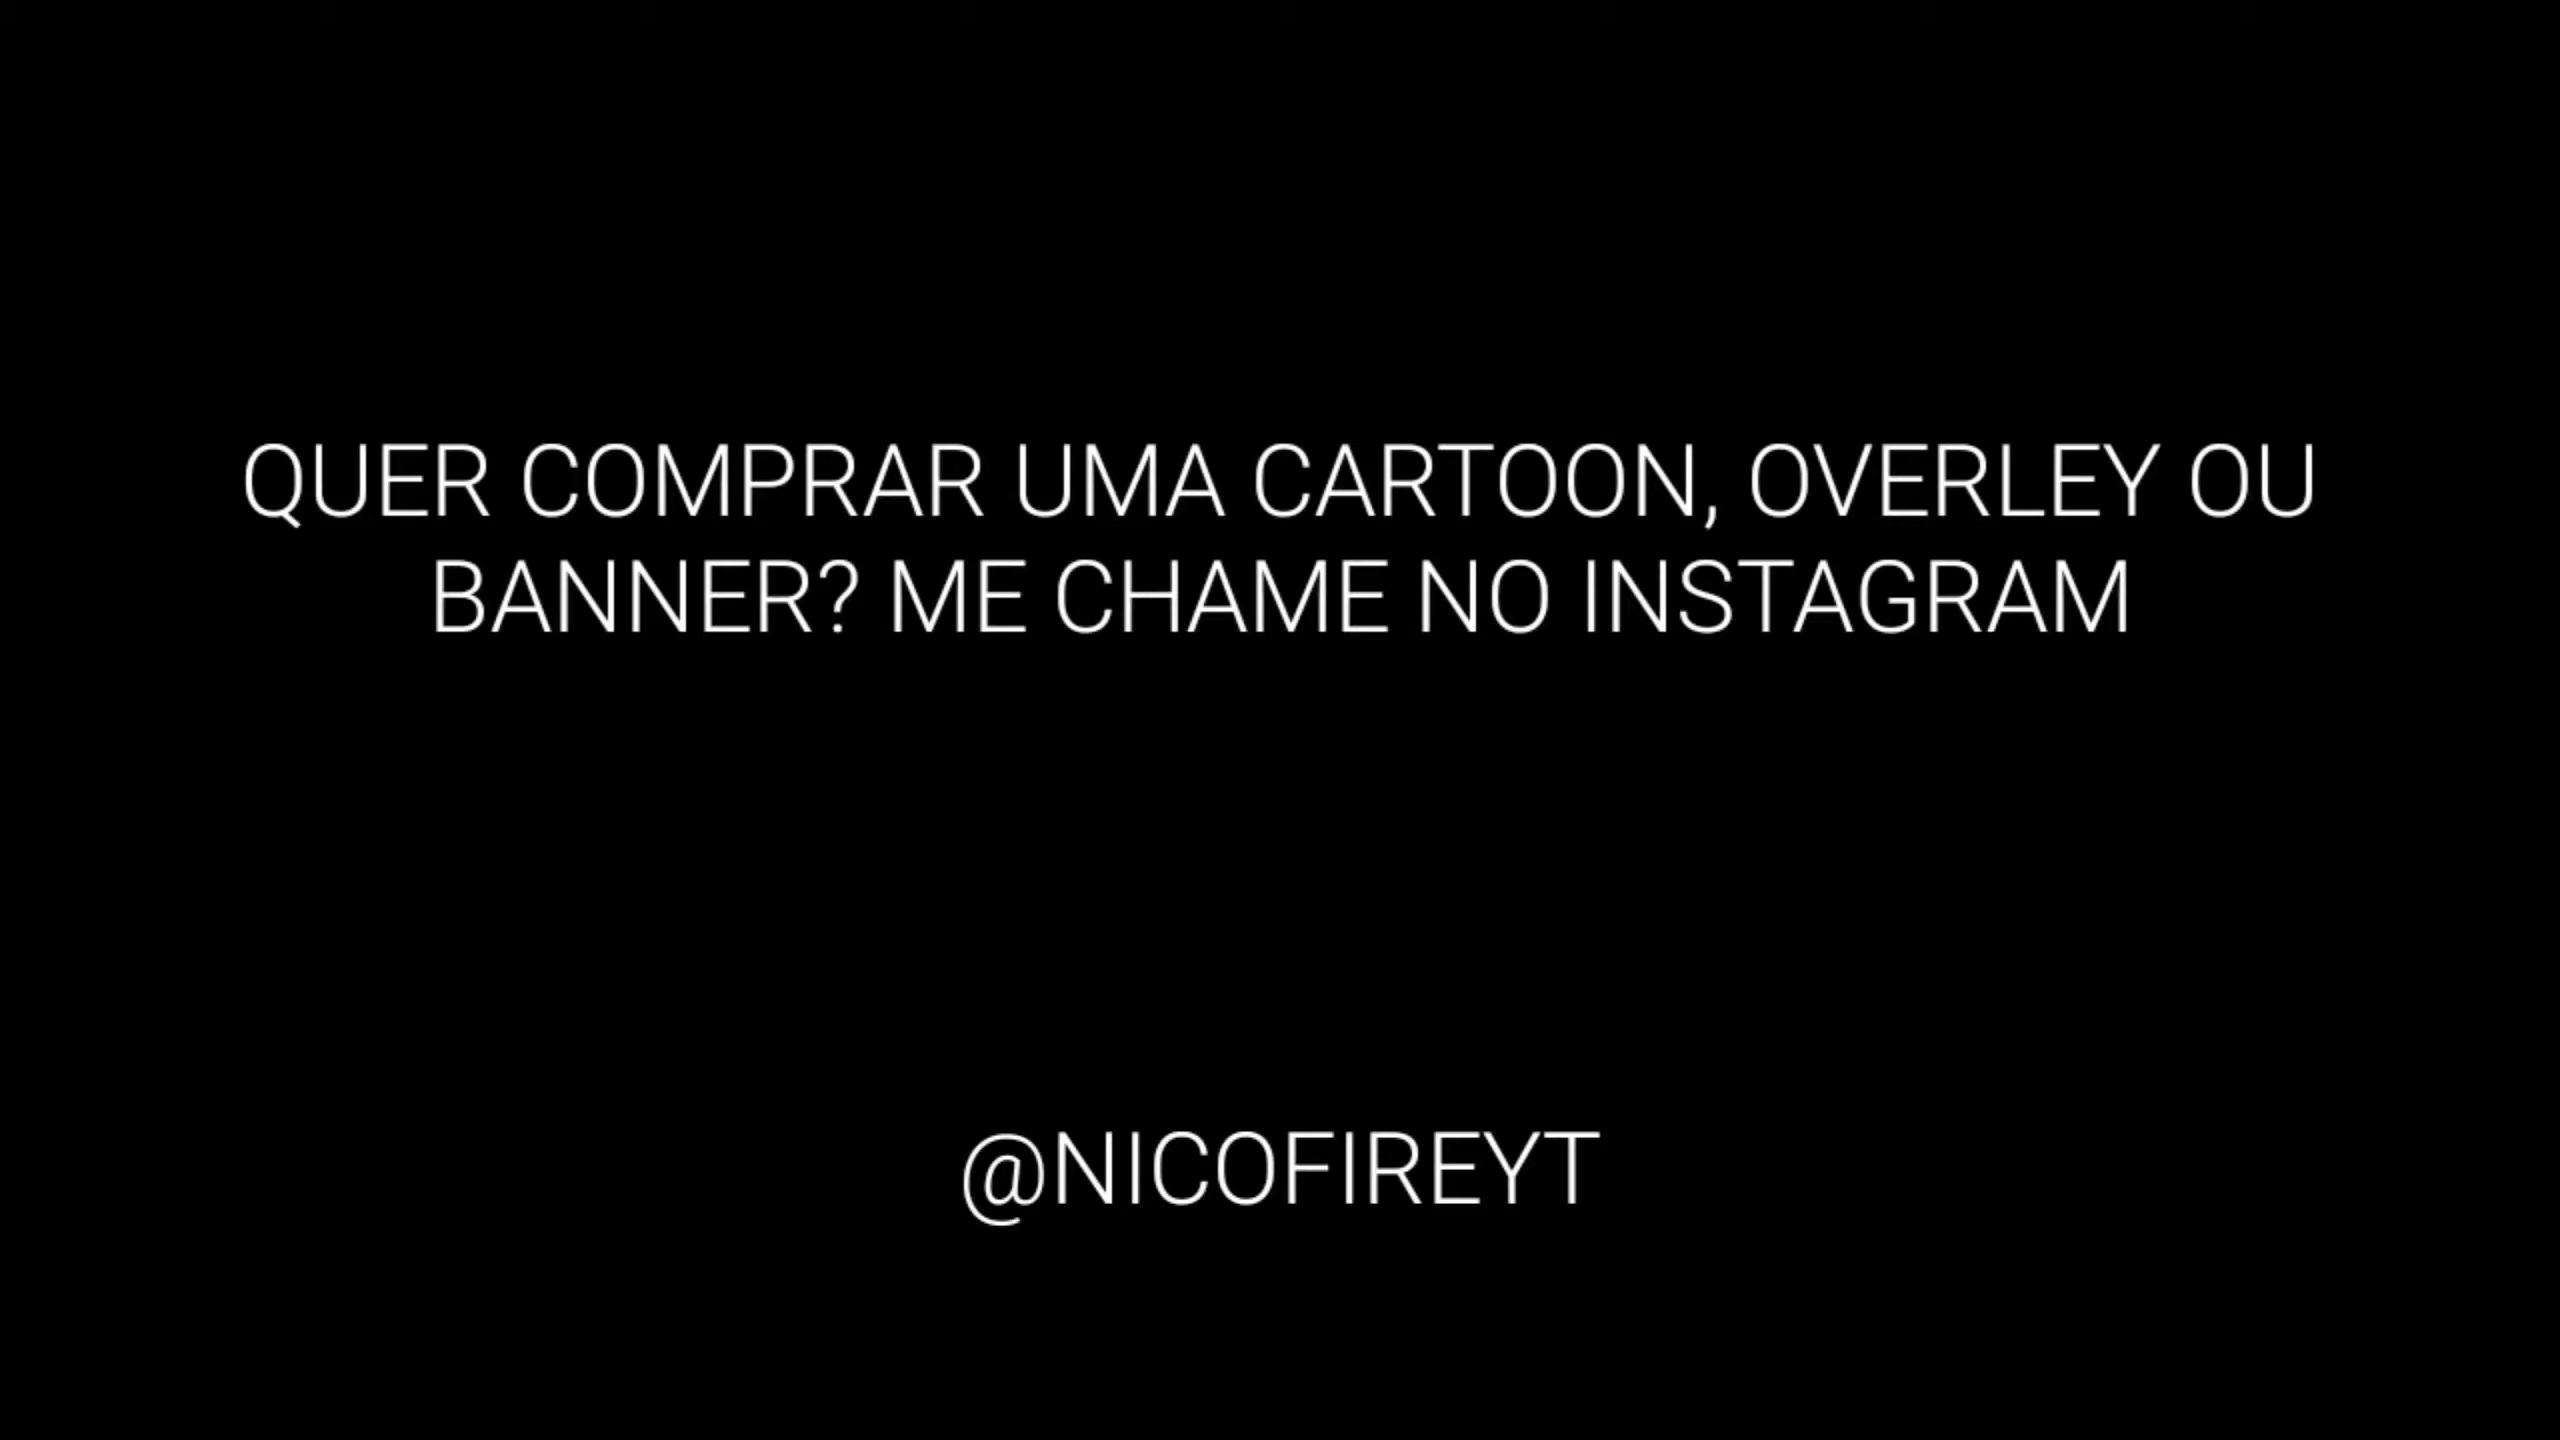 QUER COMPRAR UMA CARTOON, OVERLEY OU
BANNER? ME CHAME NO INSTAGRAM
@NICOFIREYT